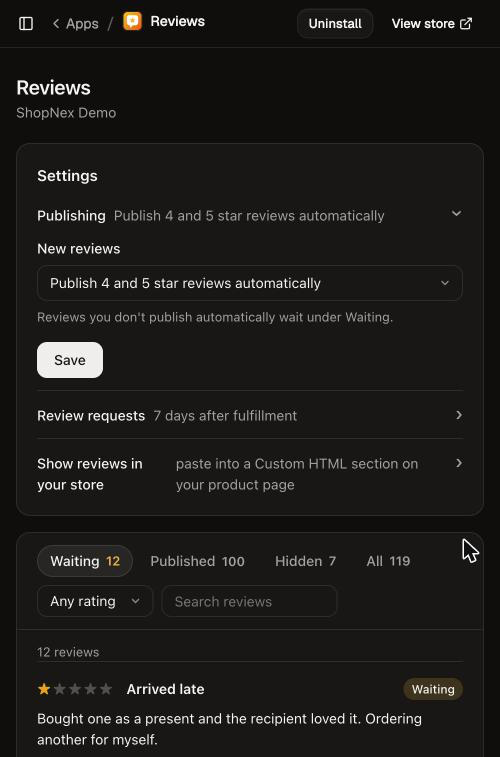 Apps / Reviews
Uninstall
View store
Reviews
ShopNex Demo
Settings
Publishing Publish 4 and 5 star reviews automatically
New reviews
Publish 4 and 5 star reviews automatically
Reviews you don't publish automatically wait under Waiting.
Save
Review requests 7 days after fulfillment
Show reviews in your store
paste into a Custom HTML section on your product page
Waiting 12
Published 100
Hidden 7
All 119
Any rating
Search reviews
12 reviews
Arrived late
Waiting
Bought one as a present and the recipient loved it. Ordering
another for myself.